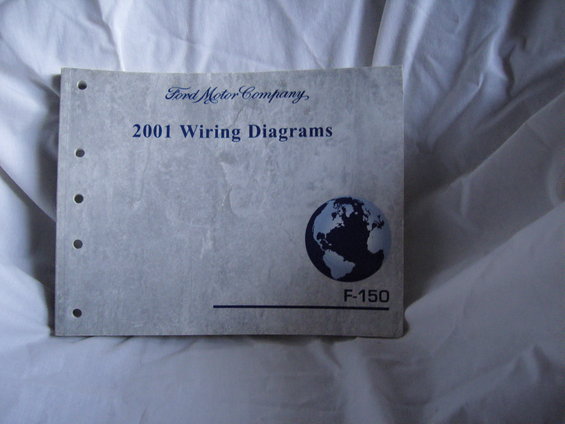 Ford Motor Company
2001 Wiring Diagrams
F-150